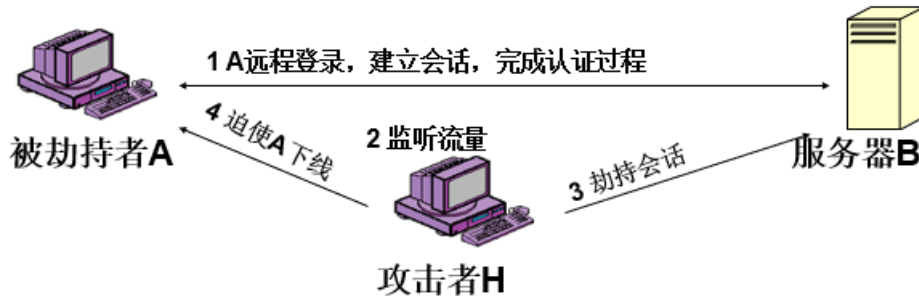 1 A远程登录，建立会话，完成认证过程
4 迫使A下线
2 监听流量
被劫持者A
服务器B
3 劫持会话
攻击者H